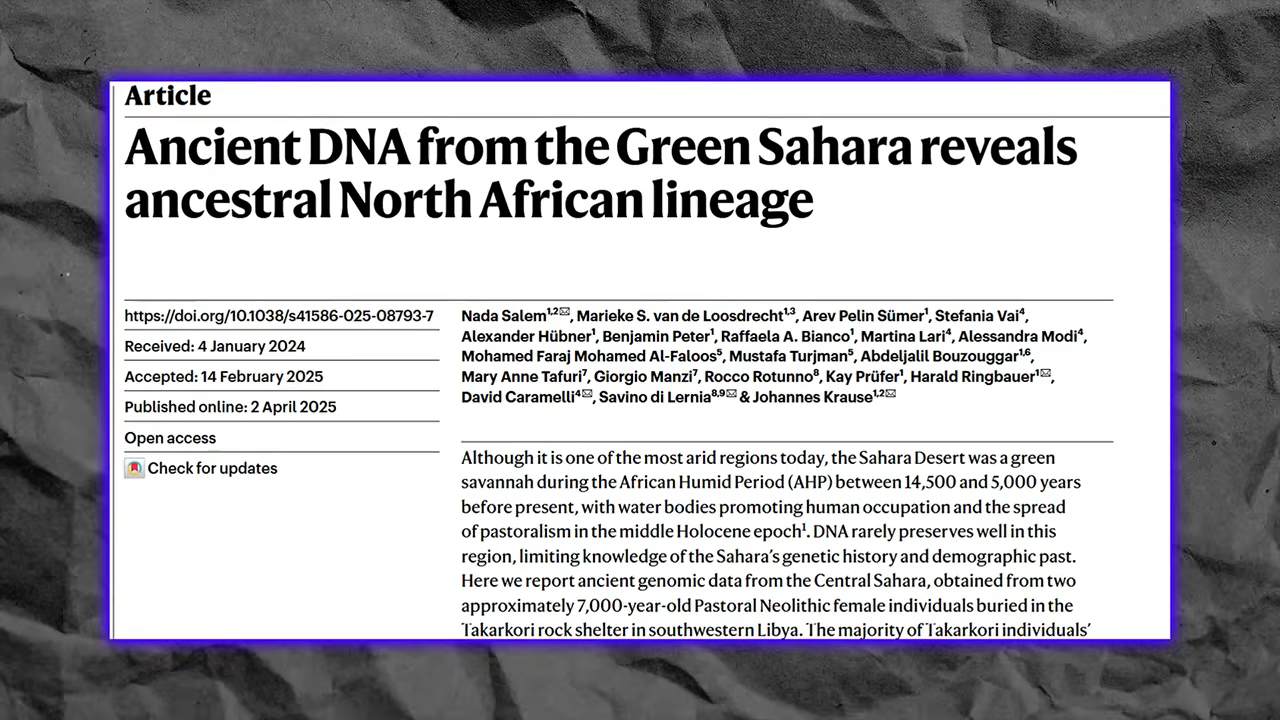 Article
Ancient DNA from the Green Sahara reveals
ancestral North African lineage
https://doi.org/10.1038/s41586-025-08793-7
Received: 4 January 2024
Accepted: 14 February 2025
Published online: 2 April 2025
Open access
Check for updates
Nada Salem1,2✉, Marieke S. van de Loosdrecht1,3, Arev Pelin Sümer1, Stefania Vai4,
Alexander Hübner1, Benjamin Peter1, Raffaela A. Bianco1, Martina Lari4, Alessandra Modi4,
Mohamed Faraj Mohamed Al-Faloos5, Mustafa Turjman5, Abdeljalil Bouzouggar1,6,
Mary Anne Tafuri7, Giorgio Manzi7, Rocco Rotunno8, Kay Prüfer1, Harald Ringbauer1✉,
David Caramelli4✉, Savino di Lernia8,9✉ & Johannes Krause1,2✉
Although it is one of the most arid regions today, the Sahara Desert was a green
savannah during the African Humid Period (AHP) between 14,500 and 5,000 years
before present, with water bodies promoting human occupation and the spread
of pastoralism in the middle Holocene epoch1. DNA rarely preserves well in this
region, limiting knowledge of the Sahara's genetic history and demographic past.
Here we report ancient genomic data from the Central Sahara, obtained from two
approximately 7,000-year-old Pastoral Neolithic female individuals buried in the
Takarkori rock shelter in southwestern Libya. The majority of Takarkori individuals'